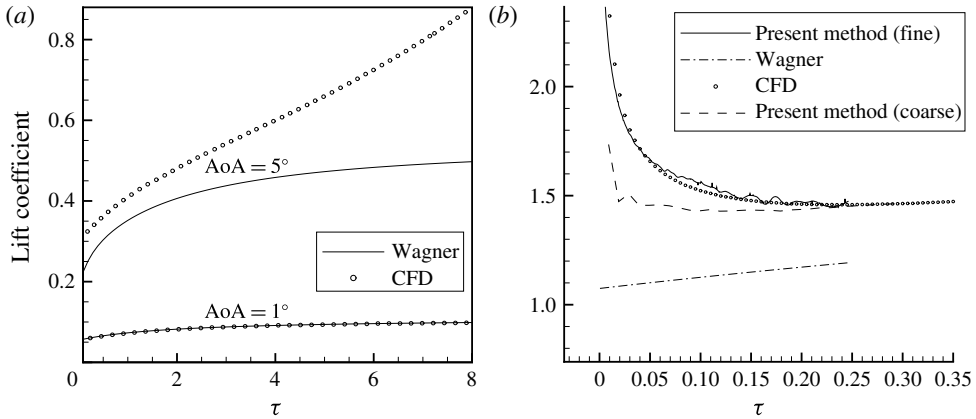 (a)
0.8
0.6
0.4
0.2
Lift coefficient
AoA = 5°
Wagner
CFD
AoA = 1°
0
2
4
6
8
τ
(b)
2.0
1.5
1.0
Present method (fine)
Wagner
CFD
Present method (coarse)
0
0.05
0.10
0.15
0.20
0.25
0.30
0.35
τ